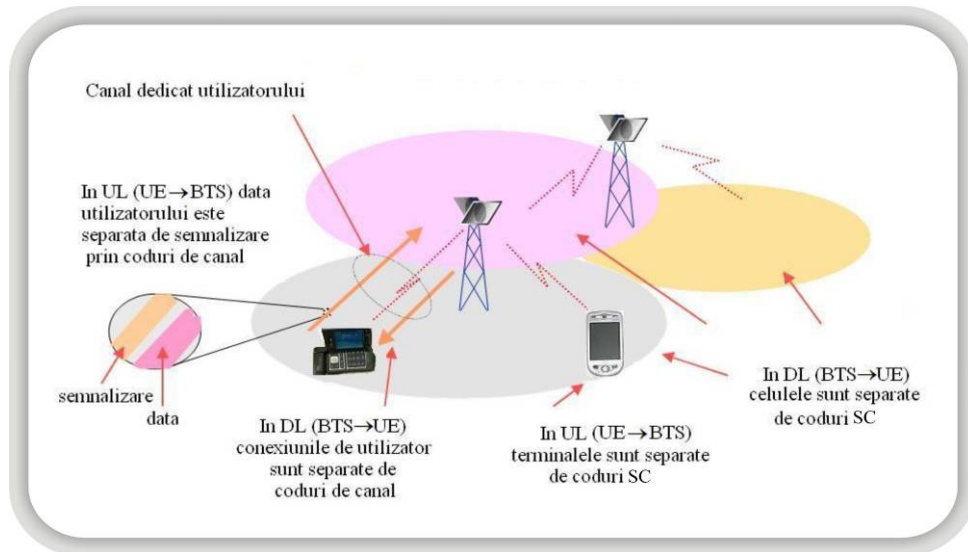 Canal dedicat utilizatorului
In UL (UE→BTS) data
utilizatorului este
separata de semnalizare
prin coduri de canal
semnalizare
data
In DL (BTS→UE)
conexiunile de utilizator
sunt separate de
coduri de canal
In UL (UE→BTS)
terminalele sunt separate
de coduri SC
In DL (BTS→UE)
celulele sunt separate
de coduri SC